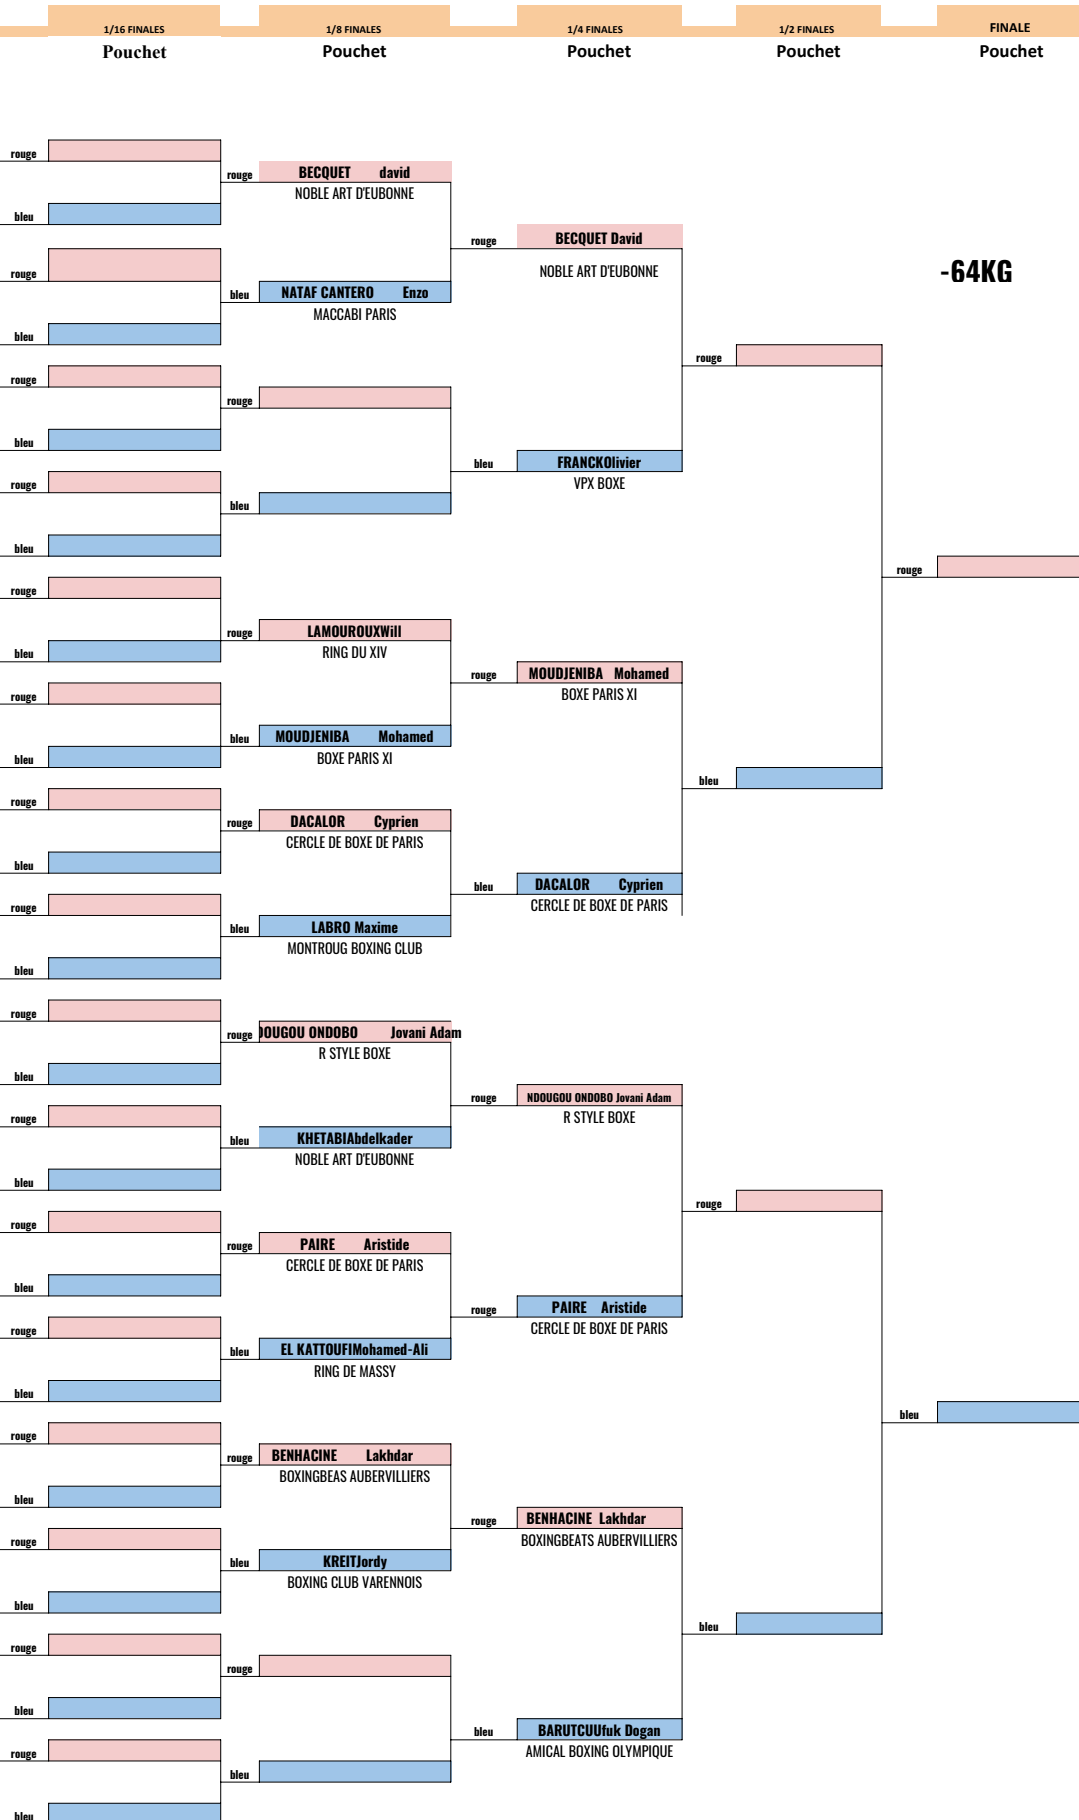 1/16 FINALES 1/8 FINALES 1/4 FINALES 1/2 FINALES FINALE
Pouchet Pouchet Pouchet Pouchet Pouchet
rouge
rouge BECQUET david
NOBLE ART D'EUBONNE
bleu
rouge BECQUET David
NOBLE ART D'EUBONNE -64KG
rouge
bleu NATAF CANTERO Enzo
MACCABI PARIS
bleu
rouge
rouge
rouge
bleu
bleu FRANCKOlivier
VPX BOXE
rouge
bleu
bleu
rouge
rouge
rouge LAMOUROUXWill
RING DU XIV
bleu
rouge MOUDJENIBA Mohamed
BOXE PARIS XI
rouge
bleu MOUDJENIBA Mohamed
BOXE PARIS XI
bleu
bleu
rouge
rouge DACALOR Cyprien
CERCLE DE BOXE DE PARIS
bleu
bleu DACALOR Cyprien
CERCLE DE BOXE DE PARIS
rouge
bleu LABRO Maxime
MONTROUG BOXING CLUB
bleu
rouge
rouge DOUGOU ONDOBO Jovani Adam
R STYLE BOXE
bleu
rouge NDOUGOU ONDOBO Jovani Adam
R STYLE BOXE
rouge
bleu KHETABIAbdelkader
NOBLE ART D'EUBONNE
bleu
rouge
rouge
rouge PAIRE Aristide
CERCLE DE BOXE DE PARIS
bleu
rouge PAIRE Aristide
CERCLE DE BOXE DE PARIS
rouge
bleu EL KATTOUFIMohamed-Ali
RING DE MASSY
bleu
bleu
rouge
rouge BENHACINE Lakhdar
BOXINGBEAS AUBERVILLIERS
bleu
rouge BENHACINE Lakhdar
BOXINGBEATS AUBERVILLIERS
rouge
bleu KREITJordy
BOXING CLUB VARENNOIS
bleu
bleu
rouge
rouge
bleu
bleu BARUTCUUfuk Dogan
AMICAL BOXING OLYMPIQUE
rouge
bleu
bleu